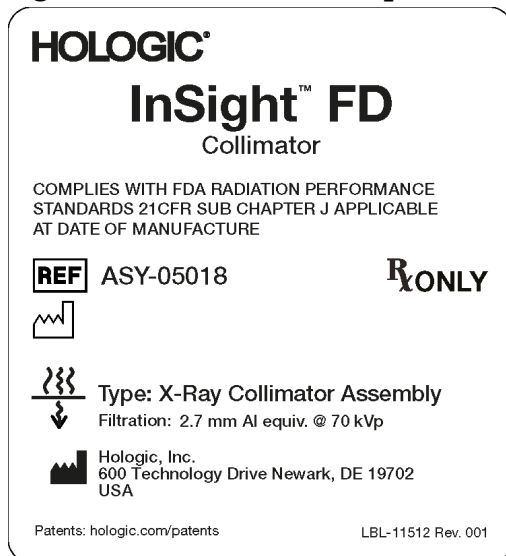 HOLOGIC®
InSight™ FD
Collimator
COMPLIES WITH FDA RADIATION PERFORMANCE
STANDARDS 21CFR SUB CHAPTER J APPLICABLE
AT DATE OF MANUFACTURE
REF ASY-05018
Rx ONLY
Type: X-Ray Collimator Assembly
Filtration: 2.7 mm Al equiv. @ 70 kVp
Hologic, Inc.
600 Technology Drive Newark, DE 19702
USA
Patents: hologic.com/patents
LBL-11512 Rev. 001